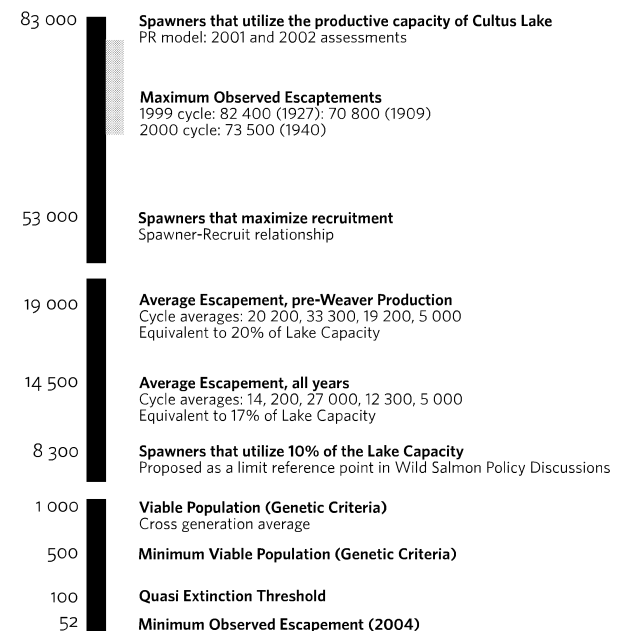 83 000 Spawners that utilize the productive capacity of Cultus Lake
PR model: 2001 and 2002 assessments
Maximum Observed Escaptements
1999 cycle: 82 400 (1927): 70 800 (1909)
2000 cycle: 73 500 (1940)
53 000 Spawners that maximize recruitment
Spawner-Recruit relationship
19 000 Average Escapement, pre-Weaver Production
Cycle averages: 20 200, 33 300, 19 200, 5 000
Equivalent to 20% of Lake Capacity
14 500 Average Escapement, all years
Cycle averages: 14, 200, 27 000, 12 300, 5 000
Equivalent to 17% of Lake Capacity
8 300 Spawners that utilize 10% of the Lake Capacity
Proposed as a limit reference point in Wild Salmon Policy Discussions
1 000 Viable Population (Genetic Criteria)
Cross generation average
500 Minimum Viable Population (Genetic Criteria)
100 Quasi Extinction Threshold
52 Minimum Observed Escapement (2004)